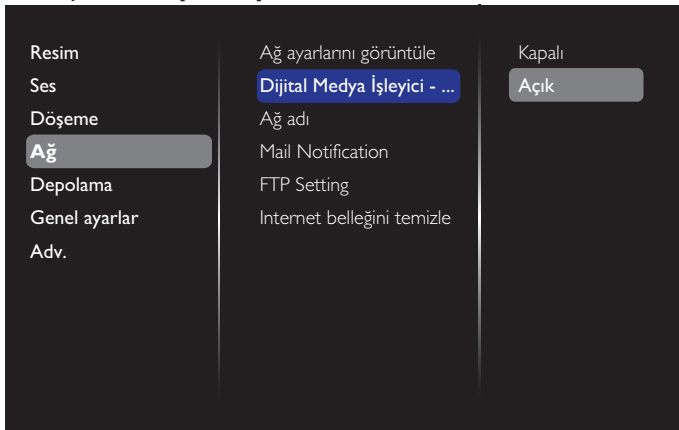 Resim
Ses
Döşeme
Ağ
Depolama
Genel ayarlar
Adv.
Ağ ayarlarını görüntüle
Dijital Medya İşleyici - ...
Ağ adı
Mail Notification
FTP Setting
Internet belleğini temizle
Kapalı
Açık